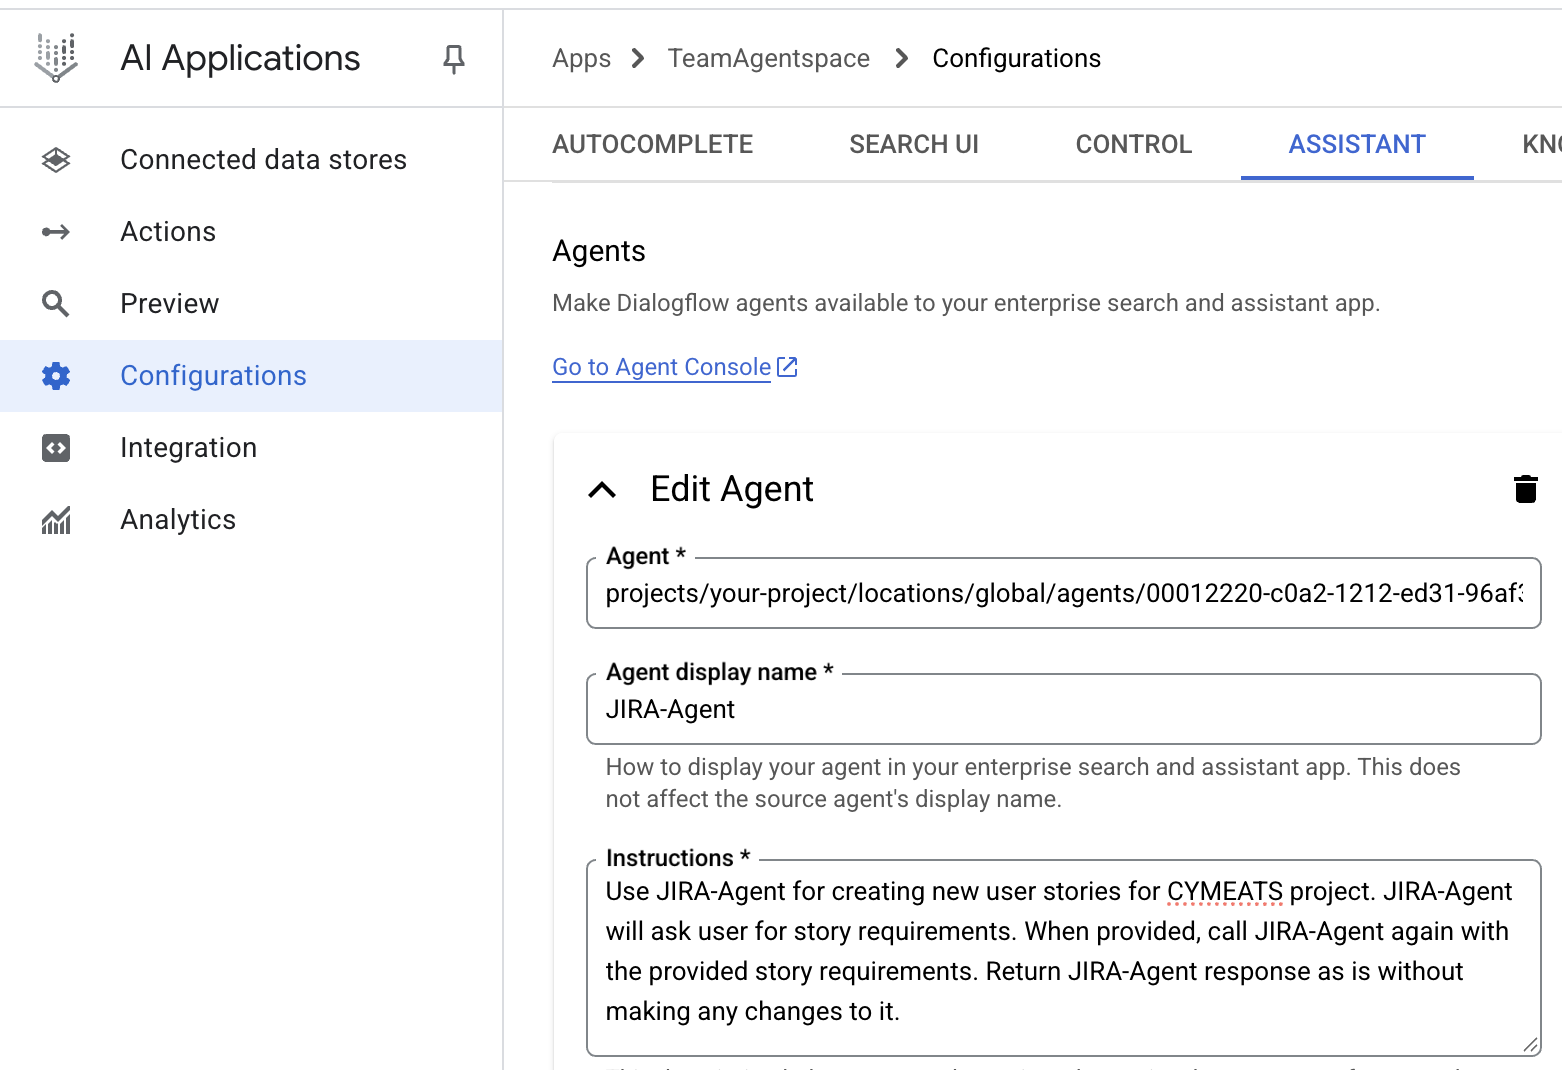 AI Applications
Apps > TeamAgentspace > Configurations
Connected data stores
Actions
Preview
Configurations
Integration
Analytics
AUTOCOMPLETE SEARCH UI CONTROL ASSISTANT
Agents
Make Dialogflow agents available to your enterprise search and assistant app.
Go to Agent Console
Edit Agent
Agent *
projects/your-project/locations/global/agents/00012220-c0a2-1212-ed31-96af
Agent display name *
JIRA-Agent
How to display your agent in your enterprise search and assistant app. This does
not affect the source agent's display name.
Instructions *
Use JIRA-Agent for creating new user stories for CYMEATS project. JIRA-Agent
will ask user for story requirements. When provided, call JIRA-Agent again with
the provided story requirements. Return JIRA-Agent response as is without
making any changes to it.